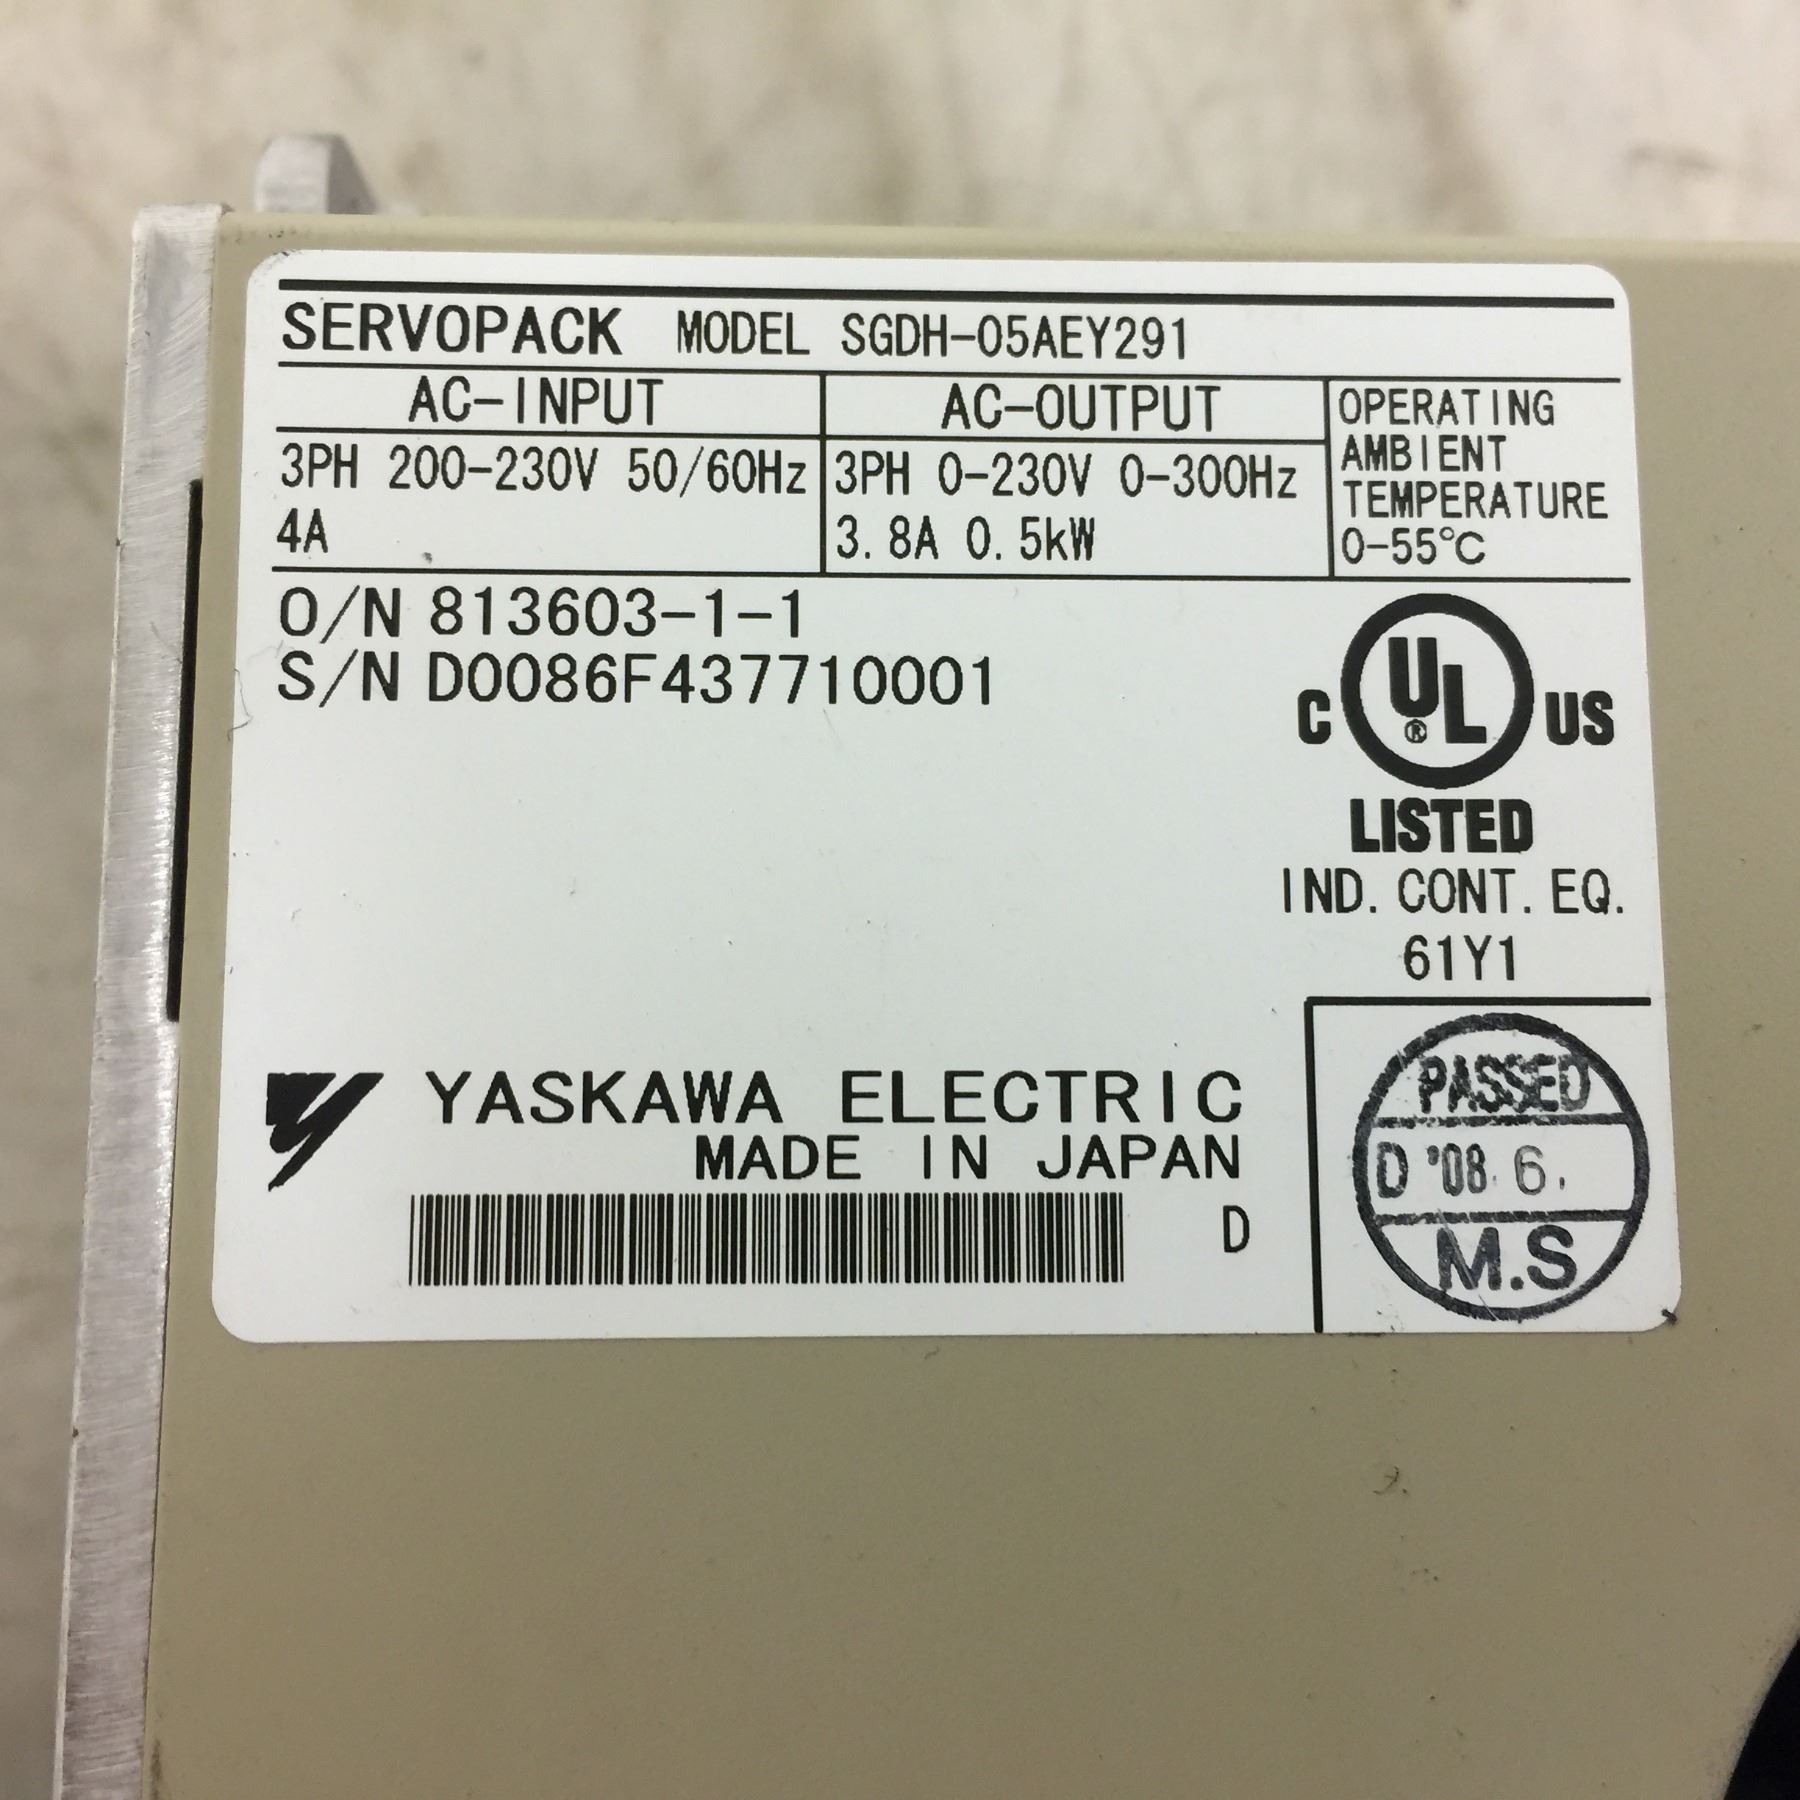 SERVOPACK MODEL SGDH-05AEY291
AC-INPUT
3PH 200-230V 50/60Hz
4A
AC-OUTPUT
3PH 0-230V 0-300Hz
3.8A 0.5kW
OPERATING
AMBIENT
TEMPERATURE
0-55°C
O/N 813603-1-1
S/N D0086F437710001
C UL ® US
LISTED
IND. CONT. EQ.
61Y1
YASKAWA ELECTRIC
MADE IN JAPAN
D
PASSED
D '08. 6.
M.S